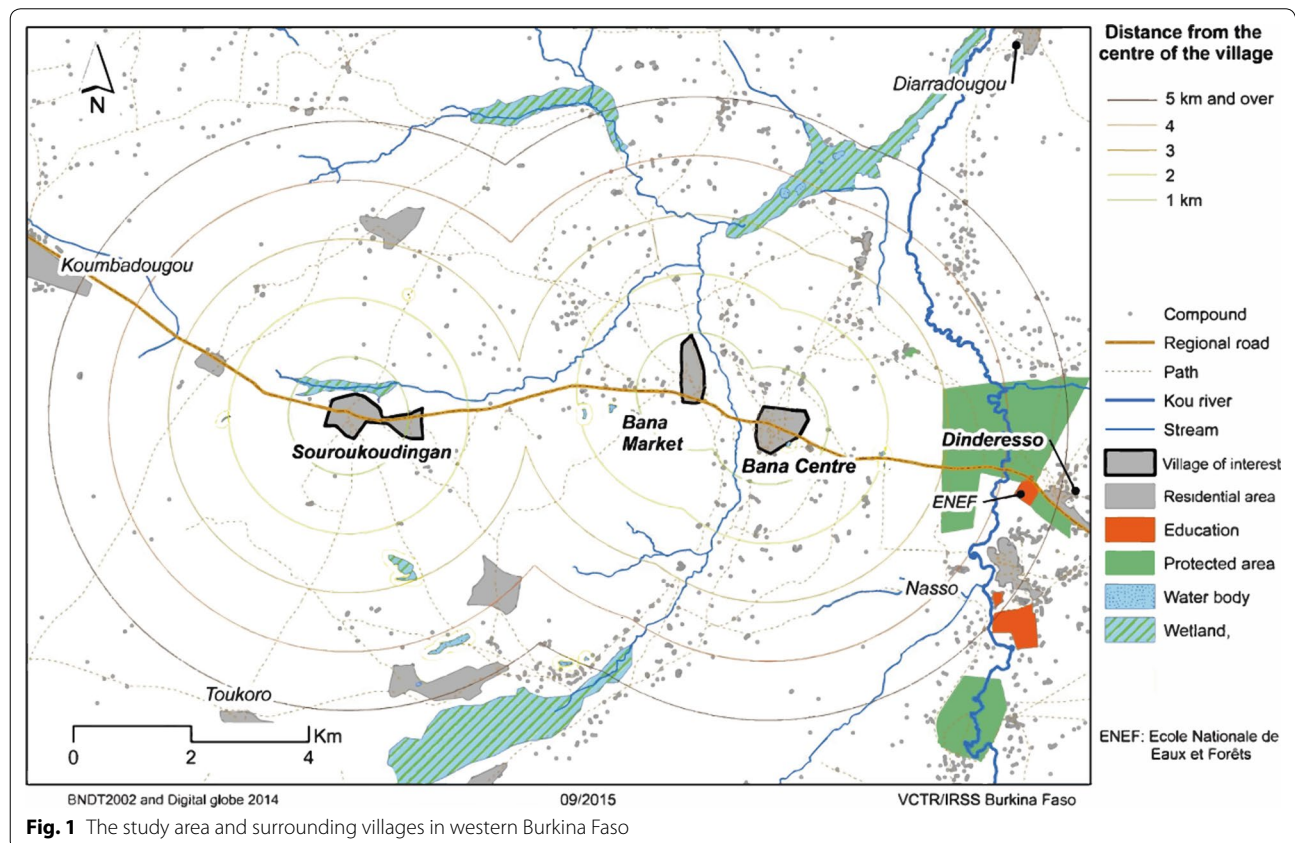 N
Diarradougou
Koumbadougou
Souroukoudingan
Bana
Market
Bana Centre
Dinderesso
ENEF
Nasso
Toukoro
0
2
4
Km
Distance from the
centre of the village
5 km and over
4
3
2
1 km
Compound
Regional road
Path
Kou river
Stream
Village of interest
Residential area
Education
Protected area
Water body
Wetland,
ENEF: Ecole Nationale de
Eaux et Forêts
BNDT2002 and Digital globe 2014
09/2015
VCTR/IRSS Burkina Faso
Fig. 1 The study area and surrounding villages in western Burkina Faso